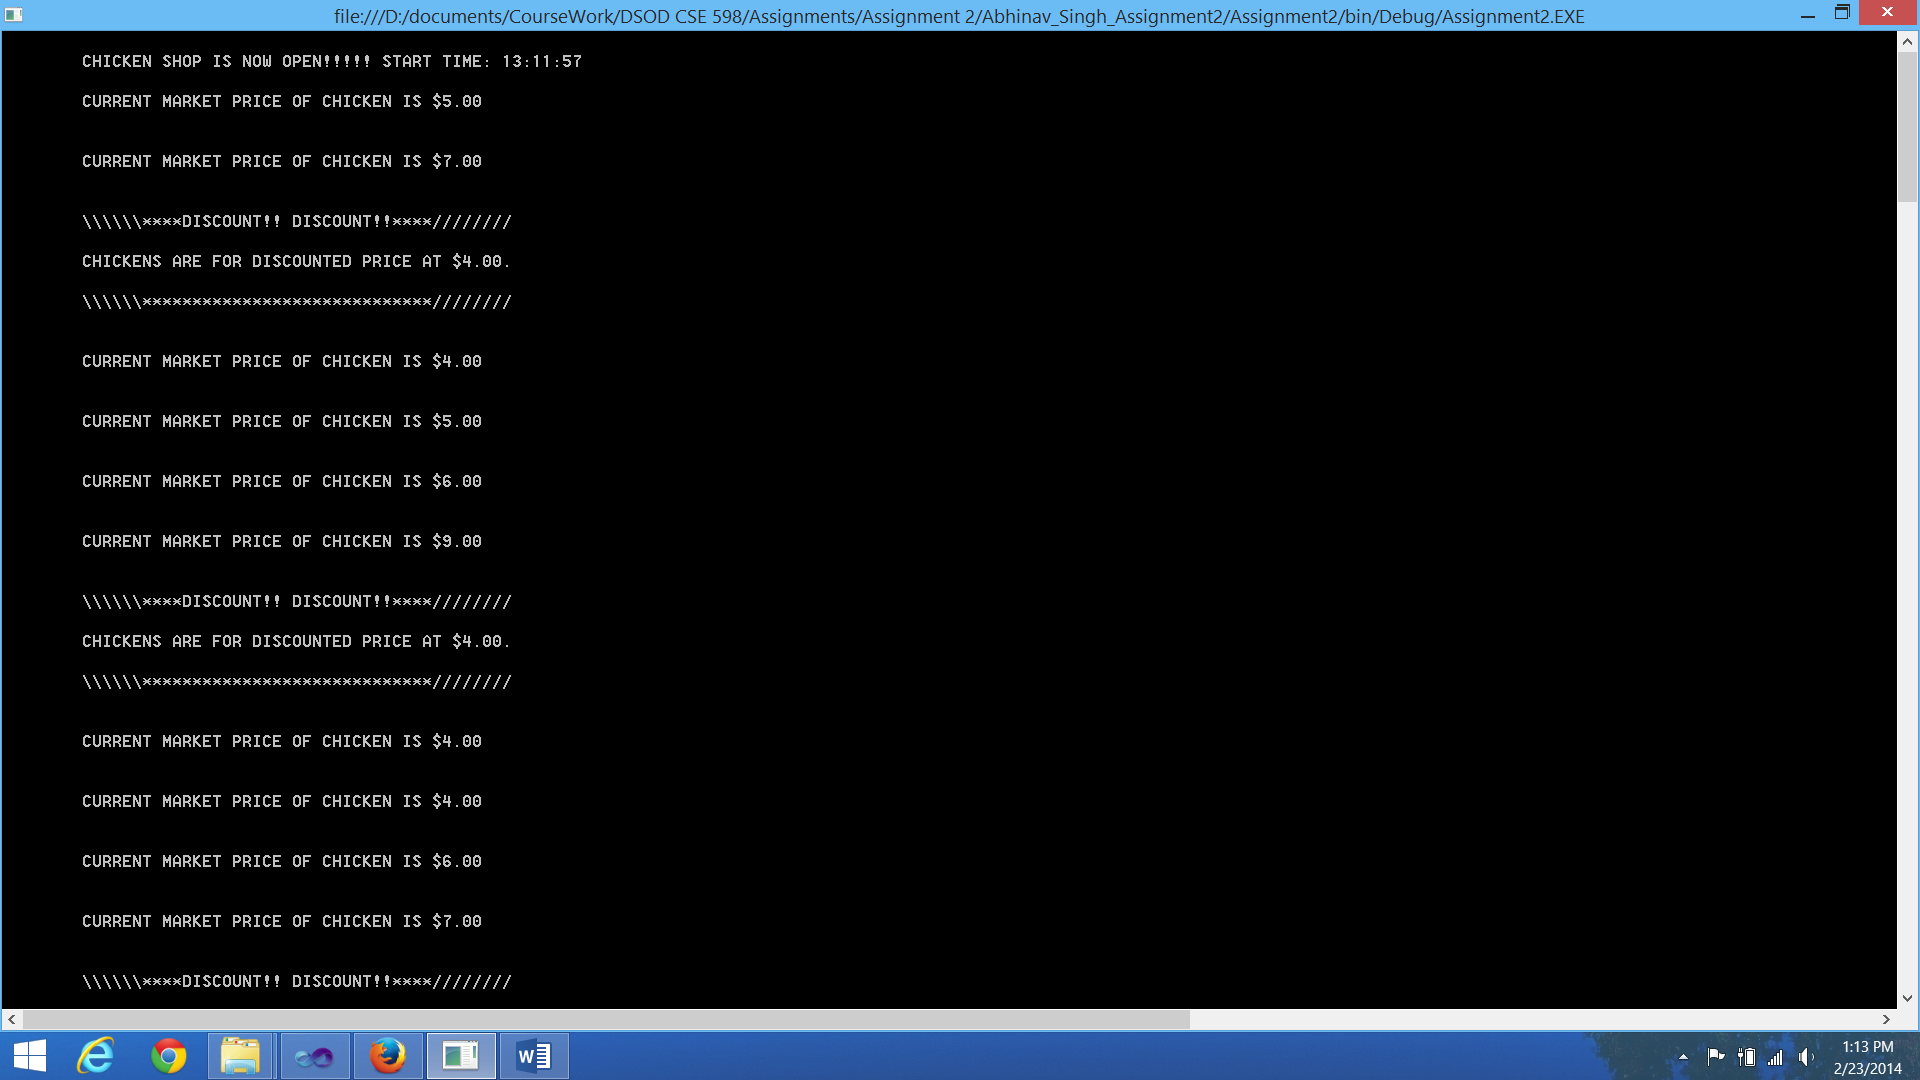 file:///D:/documents/CourseWork/DSOD CSE 598/Assignments/Assignment 2/Abhinav_Singh_Assignment2/Assignment2/bin/Debug/Assignment2.EXE
CHICKEN SHOP IS NOW OPEN!!!!! START TIME: 13:11:57
CURRENT MARKET PRICE OF CHICKEN IS $5.00
CURRENT MARKET PRICE OF CHICKEN IS $7.00
\\\\\\****DISCOUNT!! DISCOUNT!!****////////
CHICKENS ARE FOR DISCOUNTED PRICE AT $4.00.
\\\\\\*****************************////////
CURRENT MARKET PRICE OF CHICKEN IS $4.00
CURRENT MARKET PRICE OF CHICKEN IS $5.00
CURRENT MARKET PRICE OF CHICKEN IS $6.00
CURRENT MARKET PRICE OF CHICKEN IS $9.00
\\\\\\****DISCOUNT!! DISCOUNT!!****////////
CHICKENS ARE FOR DISCOUNTED PRICE AT $4.00.
\\\\\\*****************************////////
CURRENT MARKET PRICE OF CHICKEN IS $4.00
CURRENT MARKET PRICE OF CHICKEN IS $4.00
CURRENT MARKET PRICE OF CHICKEN IS $6.00
CURRENT MARKET PRICE OF CHICKEN IS $7.00
\\\\\\****DISCOUNT!! DISCOUNT!!****////////
1:13 PM
2/23/2014